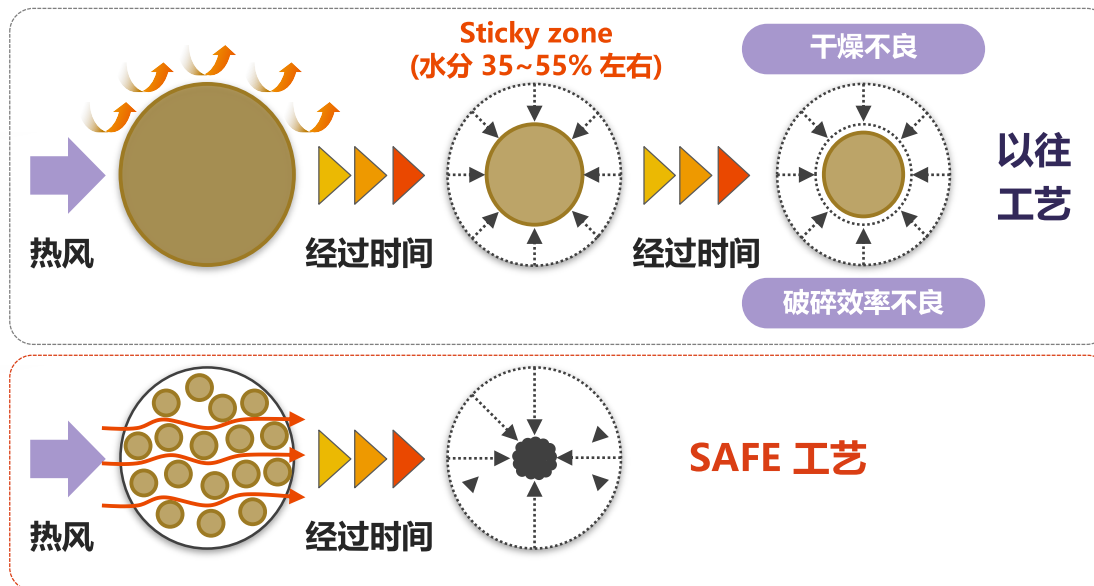 Sticky zone
(水分 35~55% 左右)
干燥不良
热风
经过时间
经过时间
以往
工艺
破碎效率不良
热风
经过时间
SAFE 工艺